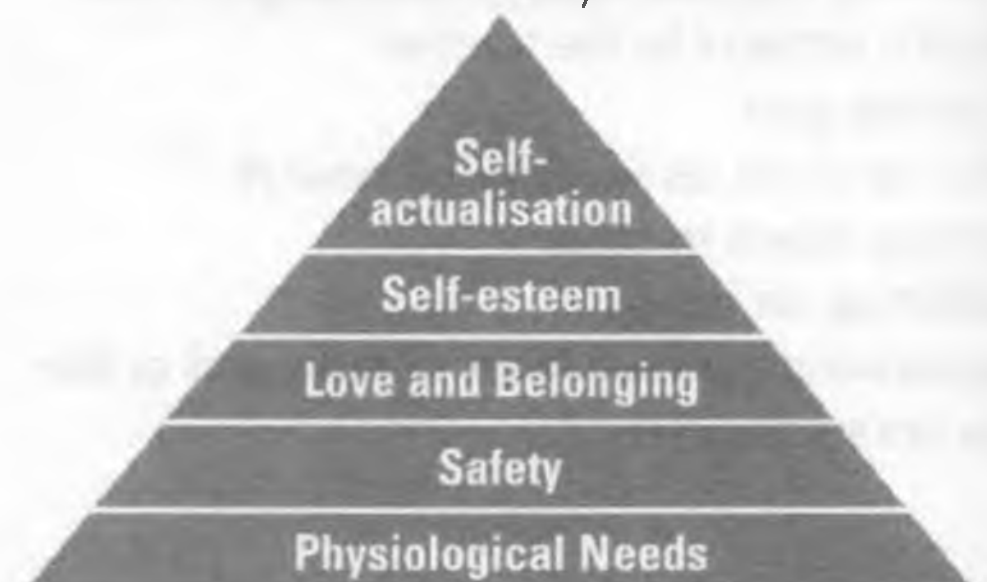 Self-
actualisation
Self-esteem
Love and Belonging
Safety
Physiological Needs